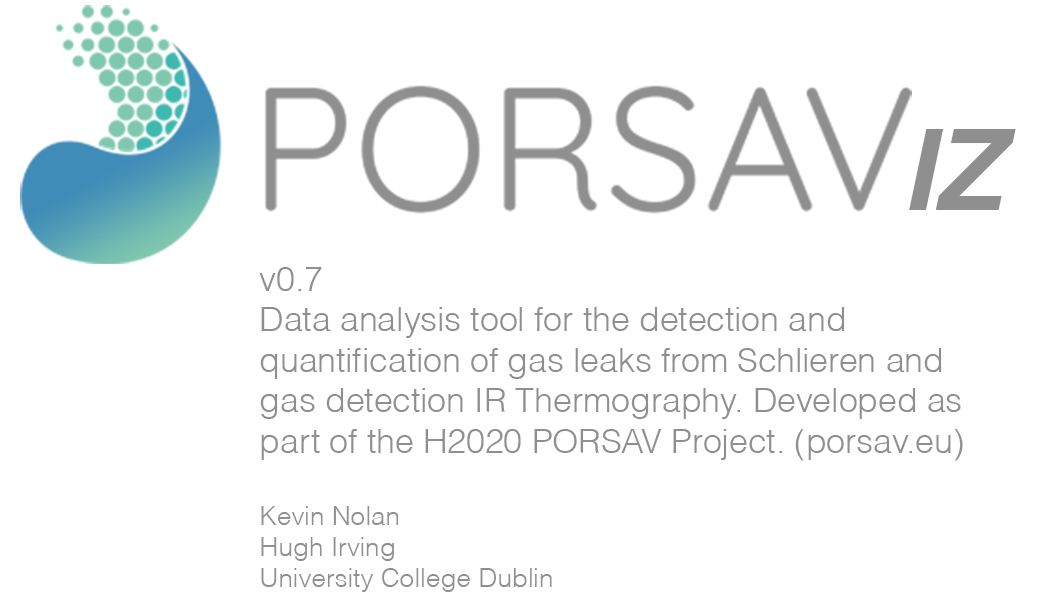 PORSAVIZ
v0.7
Data analysis tool for the detection and
quantification of gas leaks from Schlieren and
gas detection IR Thermography. Developed as
part of the H2020 PORSAV Project. (porsav.eu)
Kevin Nolan
Hugh Irving
University College Dublin